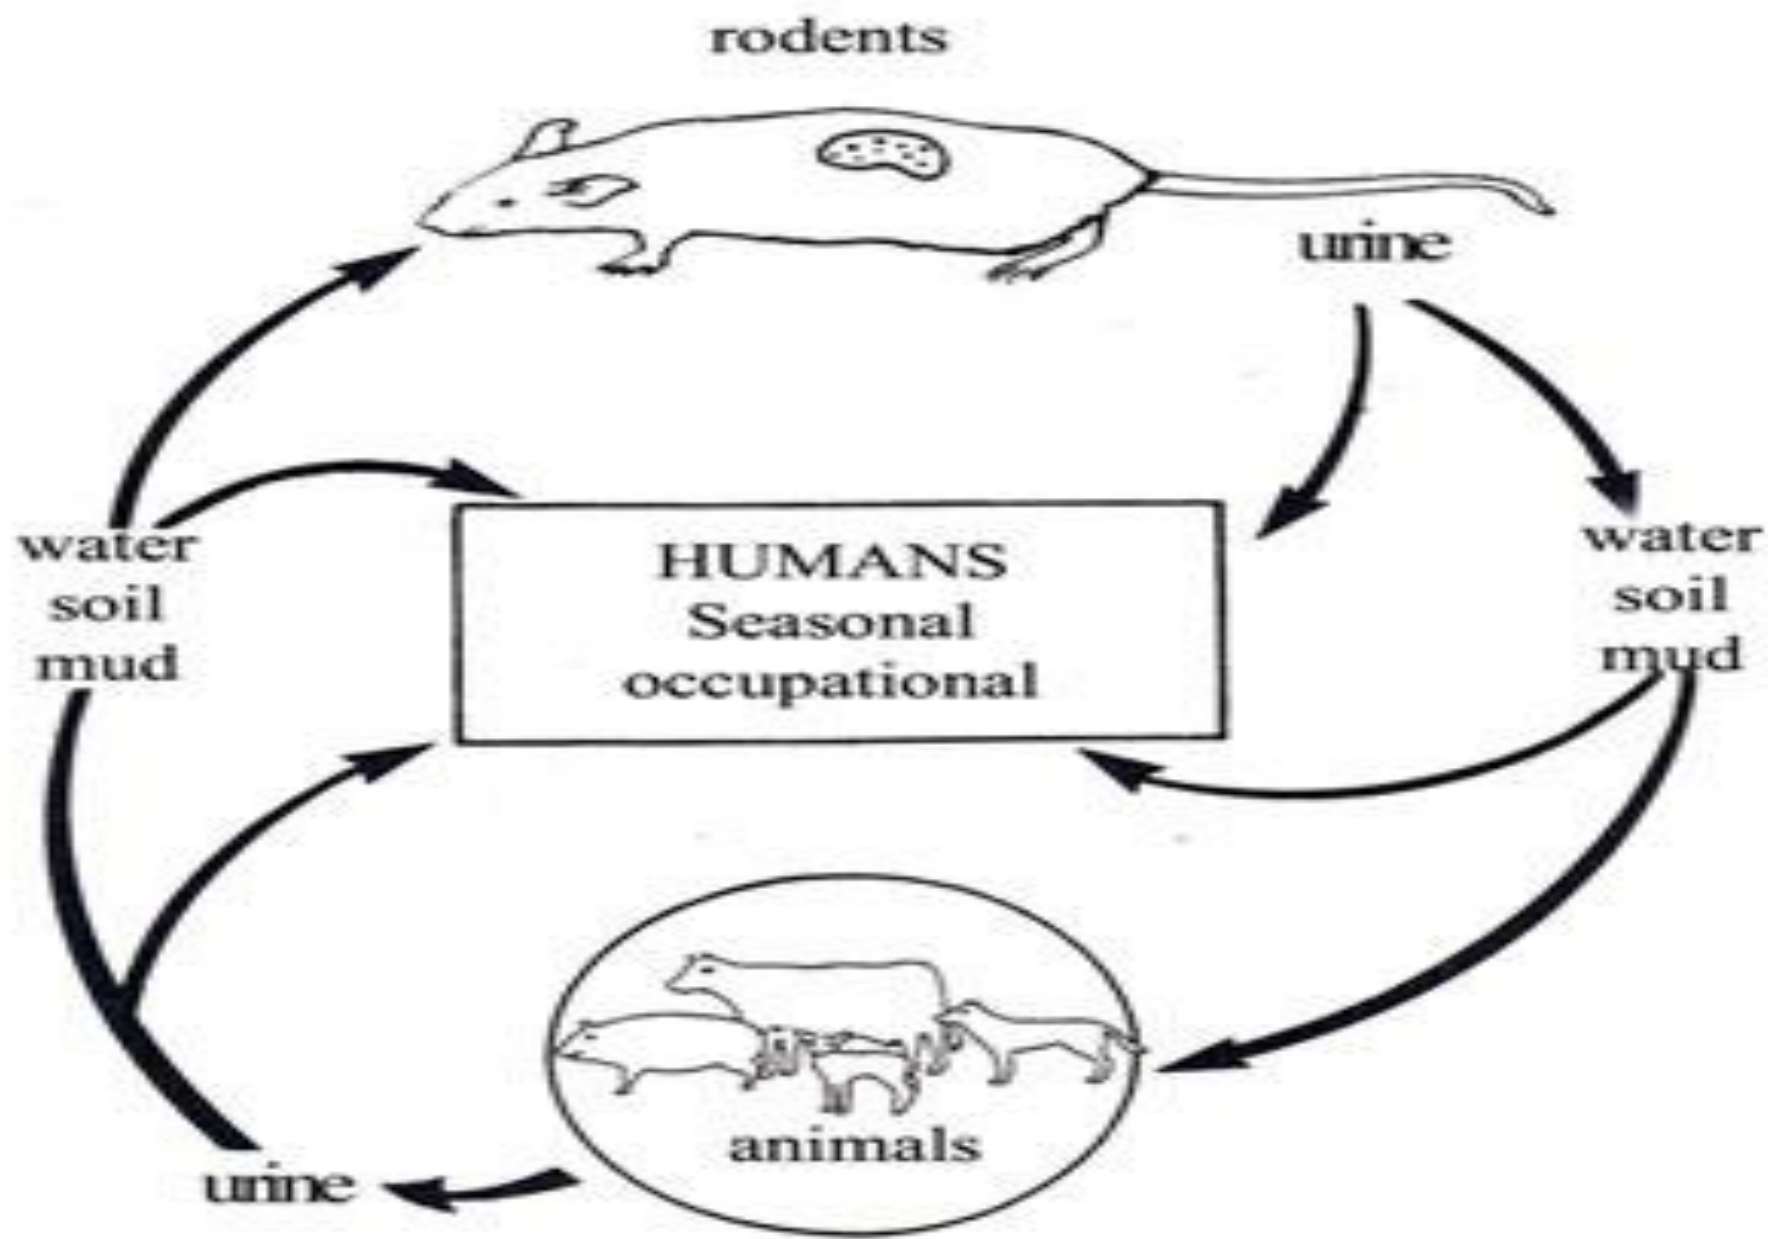 rodents
urine
water
soil
mud
HUMANS
Seasonal
occupational
water
soil
mud
animals
urine